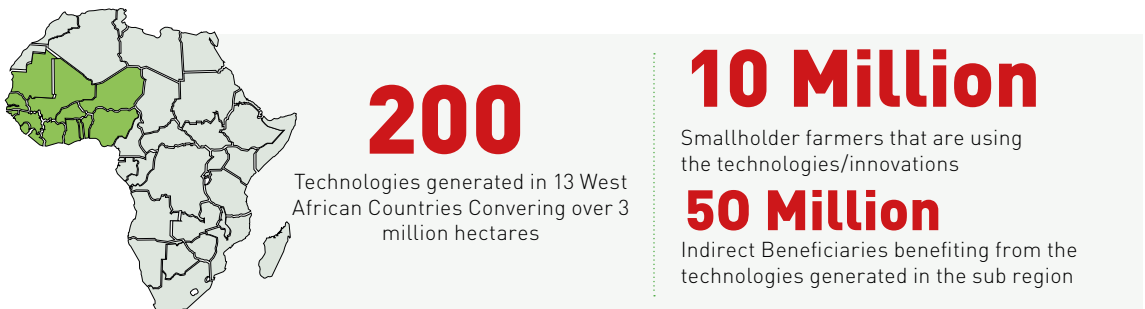 200
Technologies generated in 13 West
African Countries Convering over 3
million hectares
10 Million
Smallholder farmers that are using
the technologies/innovations
50 Million
Indirect Beneficiaries benefiting from the
technologies generated in the sub region